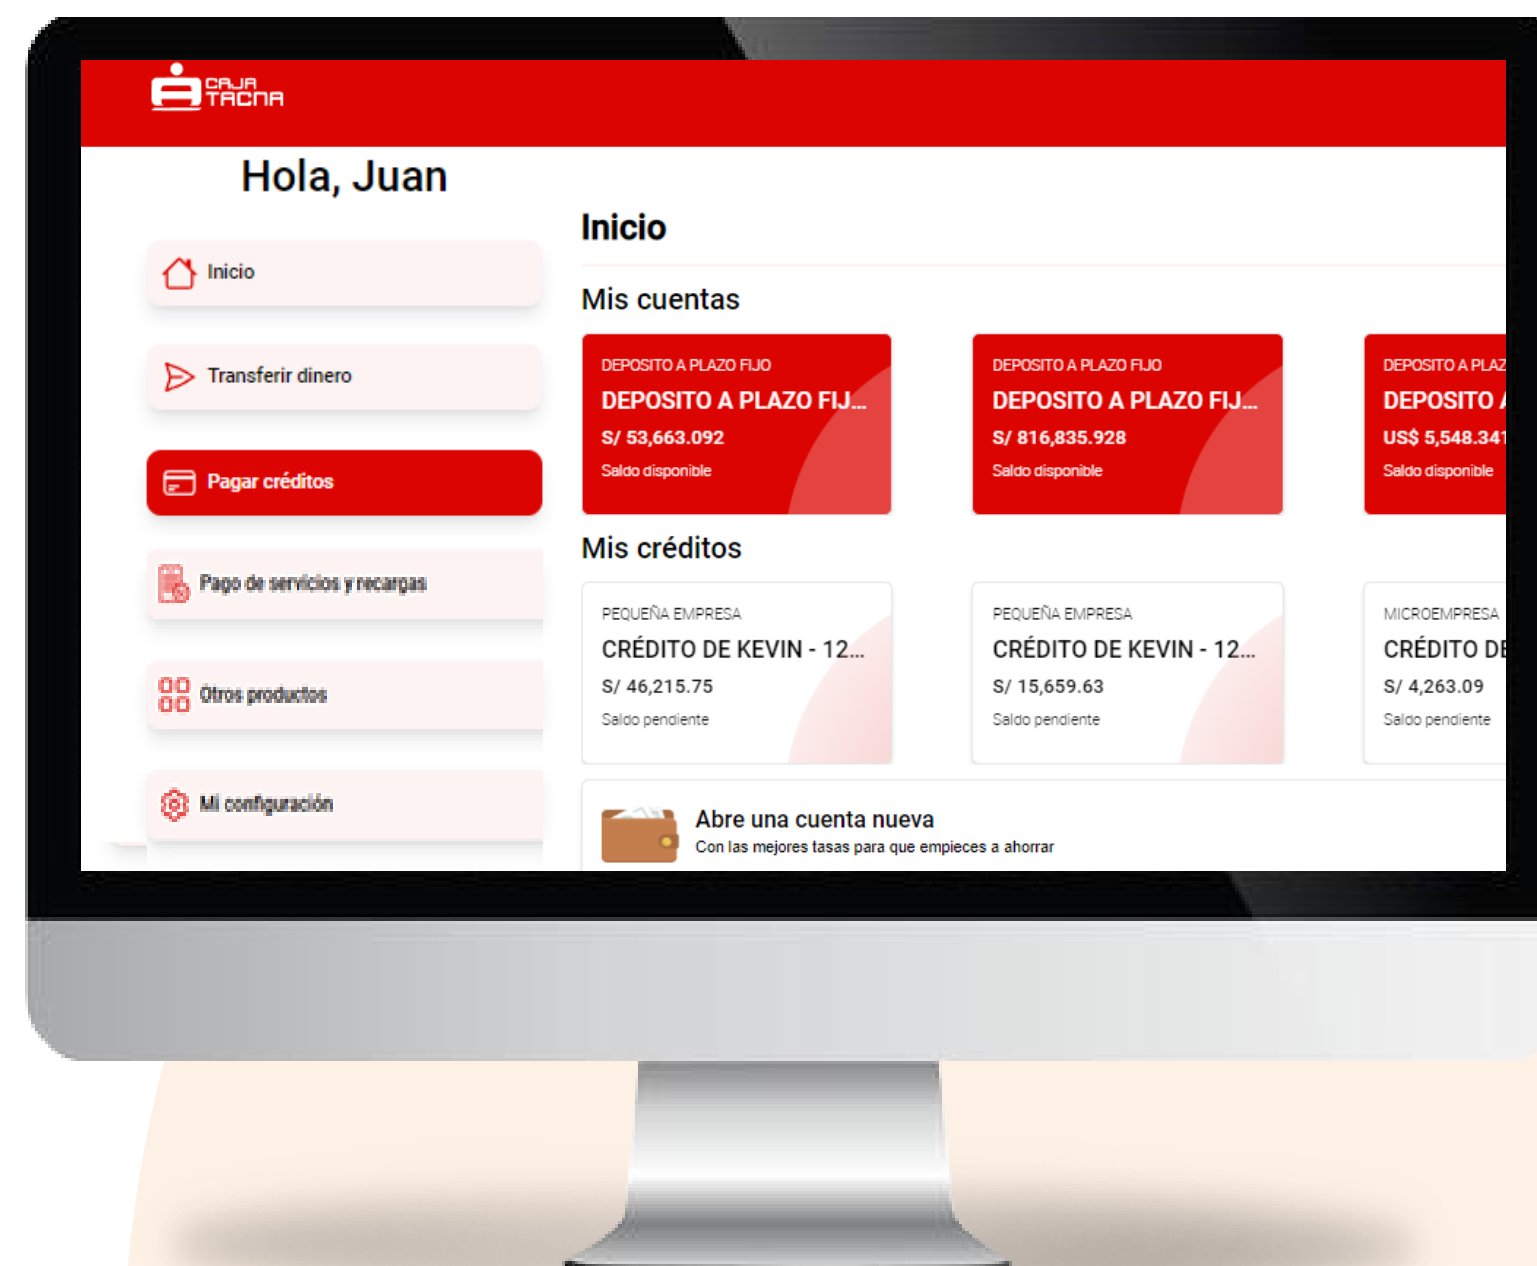 CAJA
TACNA
Hola, Juan
Inicio
Transferir dinero
Pagar créditos
Pago de servicios y recargas
Otros productos
Mi configuración
Inicio
Mis cuentas
DEPOSITO A PLAZO FIJO
DEPOSITO A PLAZO FIJ...
S/ 53,663.092
Saldo disponible
DEPOSITO A PLAZO FIJO
DEPOSITO A PLAZO FIJ...
S/ 816,835.928
Saldo disponible
DEPOSITO A PLAZ
DEPOSITO A
US$ 5,548.341
Saldo disponible
Mis créditos
PEQUEÑA EMPRESA
CRÉDITO DE KEVIN - 12...
S/ 46,215.75
Saldo pendiente
PEQUEÑA EMPRESA
CRÉDITO DE KEVIN - 12...
S/ 15,659.63
Saldo pendiente
MICROEMPRESA
CRÉDITO DE
S/ 4,263.09
Saldo pendiente
Abre una cuenta nueva
Con las mejores tasas para que empieces a ahorrar